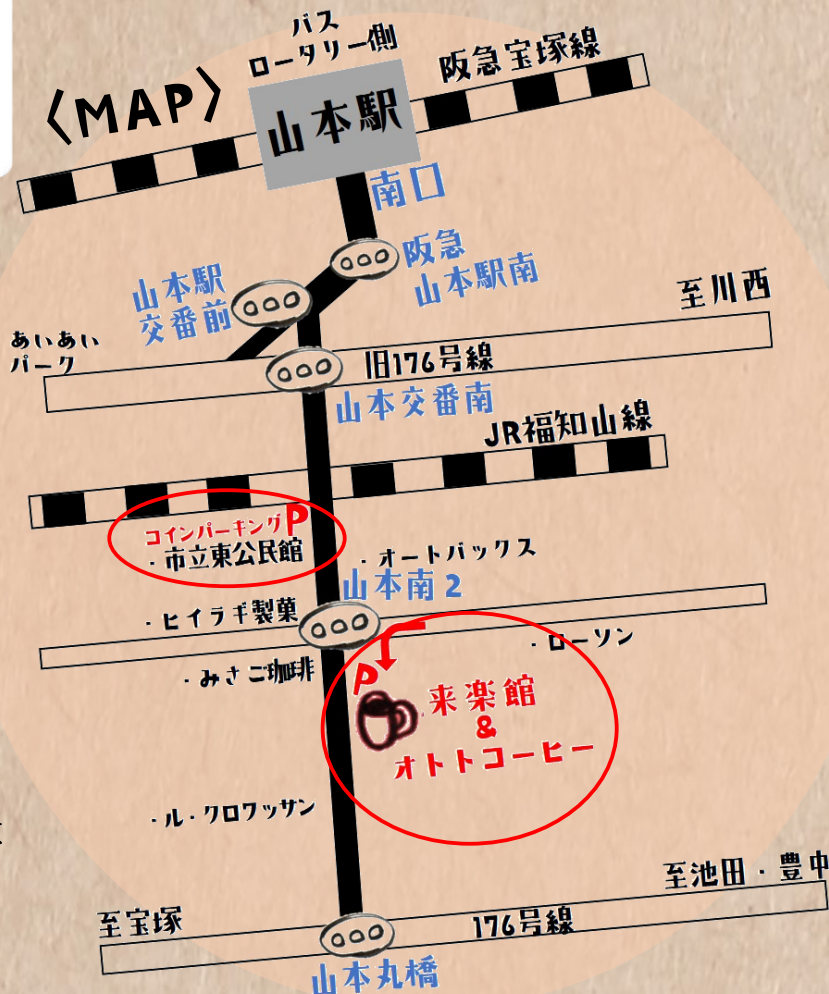 バス
ロータリー側
阪急宝塚線
〈MAP〉
山本駅
南口
阪急
山本駅南
山本駅
交番前
至川西
あいあい
パーク
旧176号線
山本交番南
JR福知山線
コインパーキングP
・市立東公民館
・オートバックス
山本南2
・ヒイラギ製菓
・ローソン
・みさご珈琲
P
来楽館
&
オトトコーヒー
・ル・クロワッサン
至池田・豊中
至宝塚
176号線
山本丸橋